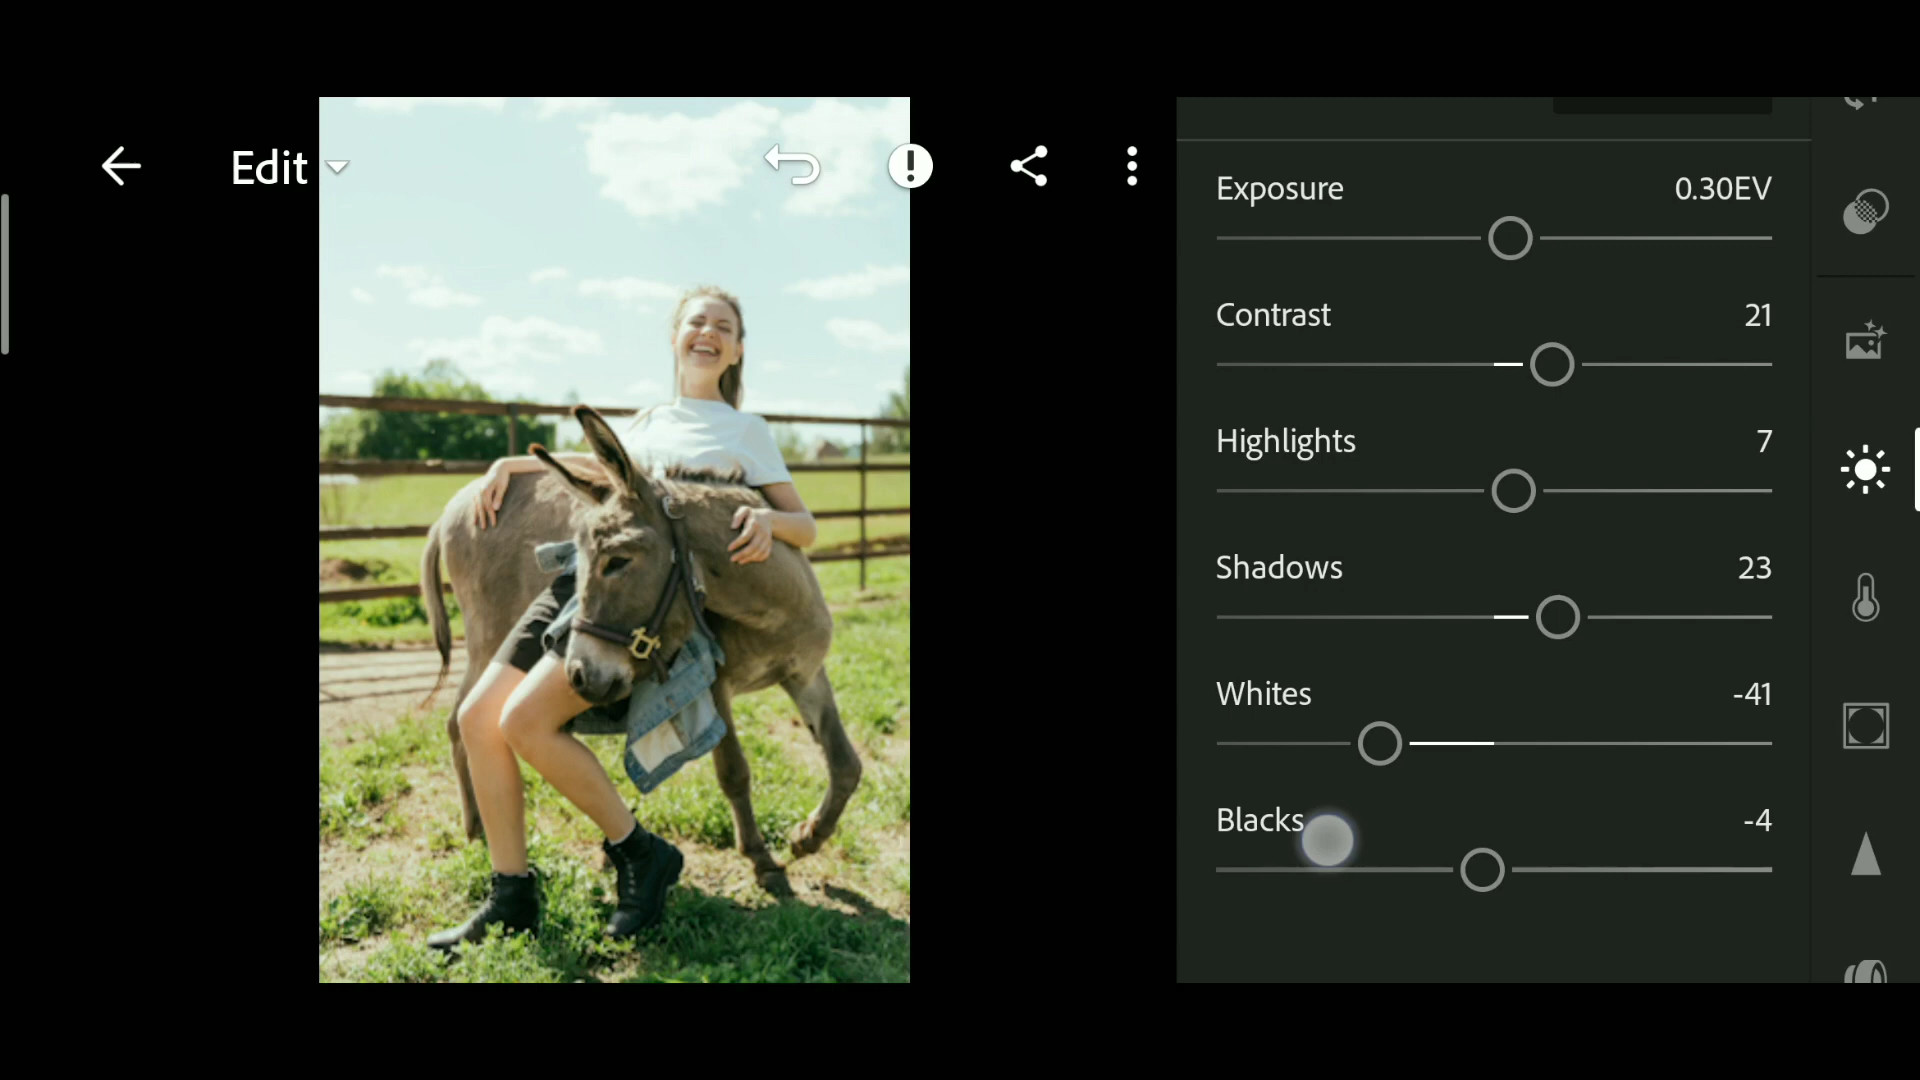 Edit
Exposure 0.30EV
Contrast 21
Highlights 7
Shadows 23
Whites -41
Blacks -4